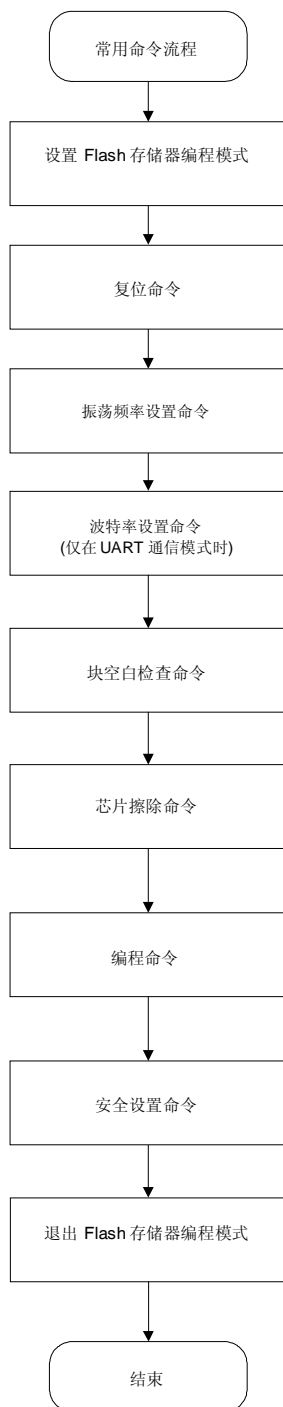 常用命令流程
设置 Flash 存储器编程模式
复位命令
振荡频率设置命令
波特率设置命令
(仅在 UART 通信模式时)
块空白检查命令
芯片擦除命令
编程命令
安全设置命令
退出 Flash 存储器编程模式
结束